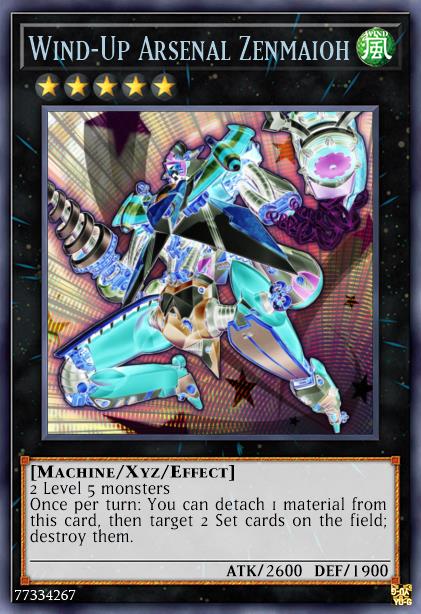 WIND-UP ARSENAL ZENMAIOH
WIND
風
[MACHINE/XYZ/EFFECT]
2 Level 5 monsters
Once per turn: You can detach 1 material from
this card, then target 2 Set cards on the field;
destroy them.
ATK/2600 DEF/1900
77334267